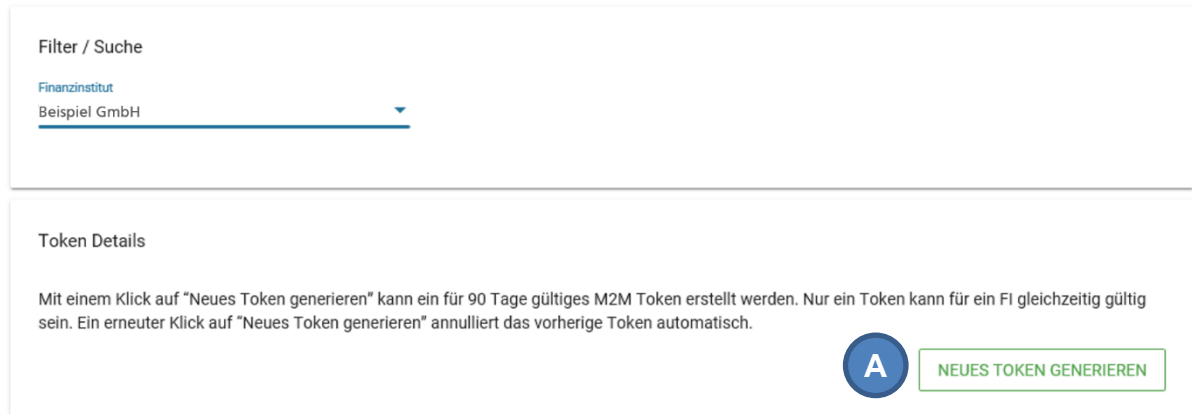 Filter / Suche
Finanzinstitut
Beispiel GmbH
Token Details
Mit einem Klick auf “Neues Token generieren” kann ein für 90 Tage gültiges M2M Token erstellt werden. Nur ein Token kann für ein FI gleichzeitig gültig
sein. Ein erneuter Klick auf “Neues Token generieren” annulliert das vorherige Token automatisch.
A NEUES TOKEN GENERIEREN